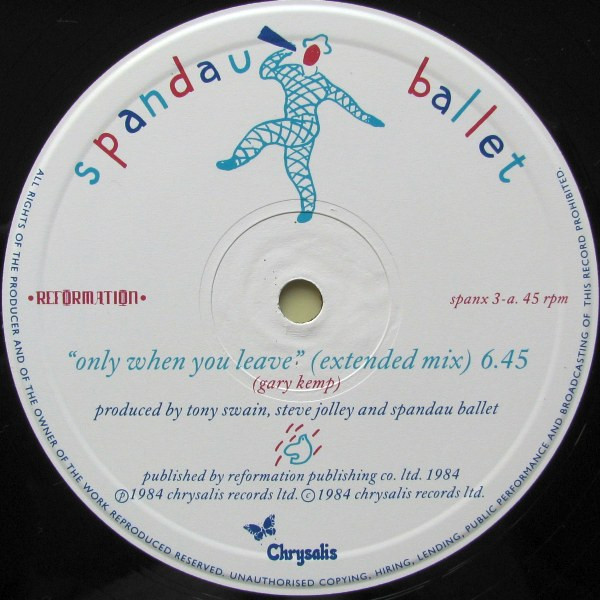 spandau ballet
•REFORMATION•
spanx 3-a. 45 rpm
"only when you leave" (extended mix) 6.45
(gary kemp)
produced by tony swain, steve jolley and spandau ballet
published by reformation publishing co. ltd. 1984
℗1984 chrysalis records ltd. ©1984 chrysalis records ltd.
Chrysalis
ALL RIGHTS OF THE PRODUCER AND OF THE OWNER OF THE WORK REPRODUCED RESERVED. UNAUTHORISED COPYING, HIRING, LENDING, PUBLIC PERFORMANCE AND BROADCASTING OF THIS RECORD PROHIBITED.